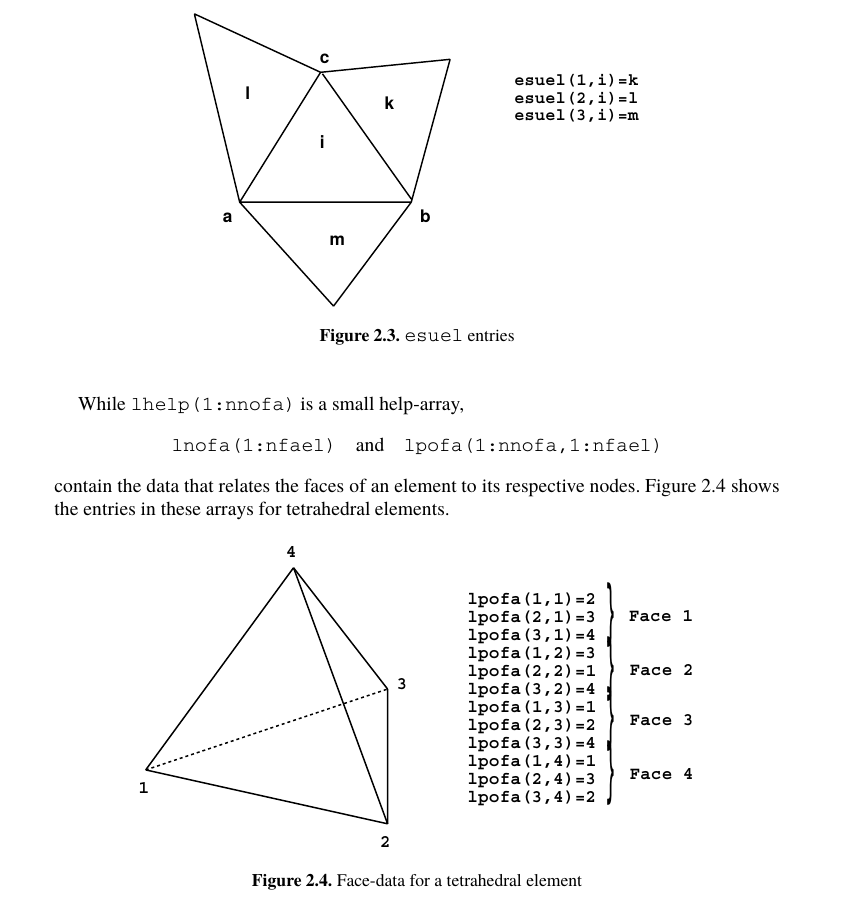 c
l
k
i
a
b
m
esuel(1,i)=k
esuel(2,i)=l
esuel(3,i)=m
Figure 2.3. esuel entries
While lhelp(1:nnofa) is a small help-array,
lnofa(1:nfael) and lpofa(1:nnofa,1:nfael)
contain the data that relates the faces of an element to its respective nodes. Figure 2.4 shows
the entries in these arrays for tetrahedral elements.
4
3
1
2
lpofa(1,1)=2
lpofa(2,1)=3 Face 1
lpofa(3,1)=4
lpofa(1,2)=3
lpofa(2,2)=1 Face 2
lpofa(3,2)=4
lpofa(1,3)=1
lpofa(2,3)=2 Face 3
lpofa(3,3)=4
lpofa(1,4)=1
lpofa(2,4)=3 Face 4
lpofa(3,4)=2
Figure 2.4. Face-data for a tetrahedral element